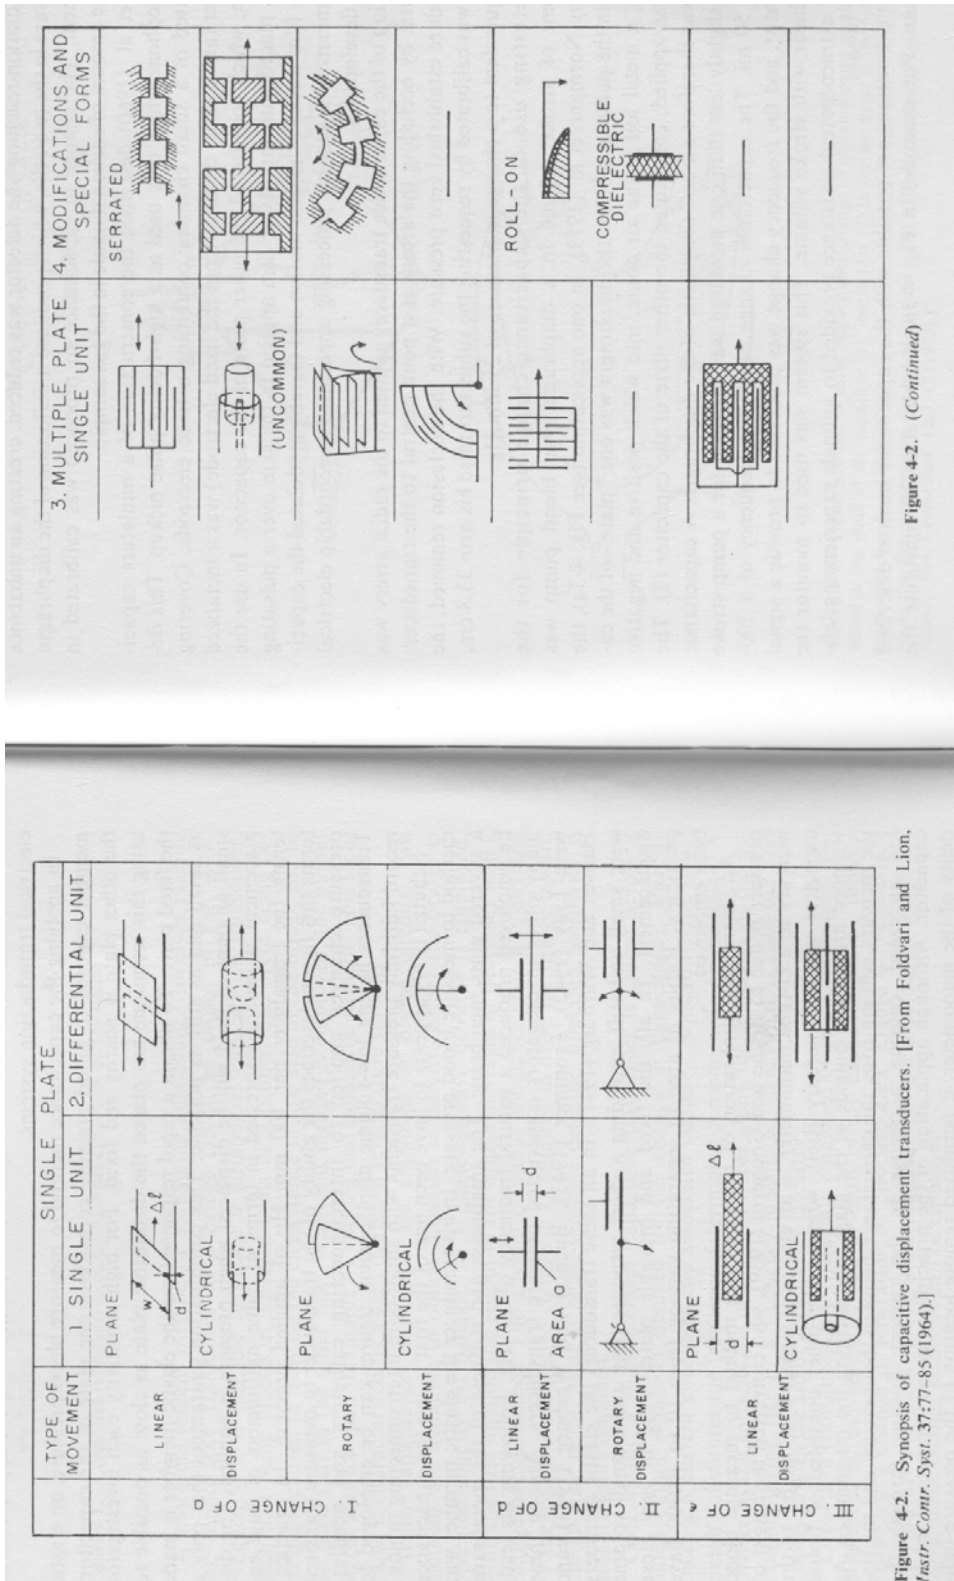 TYPE OF
MOVEMENT
SINGLE PLATE
1 SINGLE UNIT
2. DIFFERENTIAL UNIT
I. CHANGE OF a
LINEAR
DISPLACEMENT
PLANE
w
d
Δℓ
CYLINDRICAL
ROTARY
DISPLACEMENT
PLANE
CYLINDRICAL
II. CHANGE OF d
LINEAR
DISPLACEMENT
PLANE
AREA a
d
ROTARY
DISPLACEMENT
III. CHANGE OF ε
LINEAR
DISPLACEMENT
PLANE
d
Δℓ
CYLINDRICAL
Figure 4-2. Synopsis of capacitive displacement transducers. [From Foldvari and Lion,
Instr. Contr. Syst. 37:77–85 (1964).]
3. MULTIPLE PLATE
SINGLE UNIT
4. MODIFICATIONS AND
SPECIAL FORMS
SERRATED
(UNCOMMON)
ROLL-ON
COMPRESSIBLE
DIELECTRIC
Figure 4-2. (Continued)